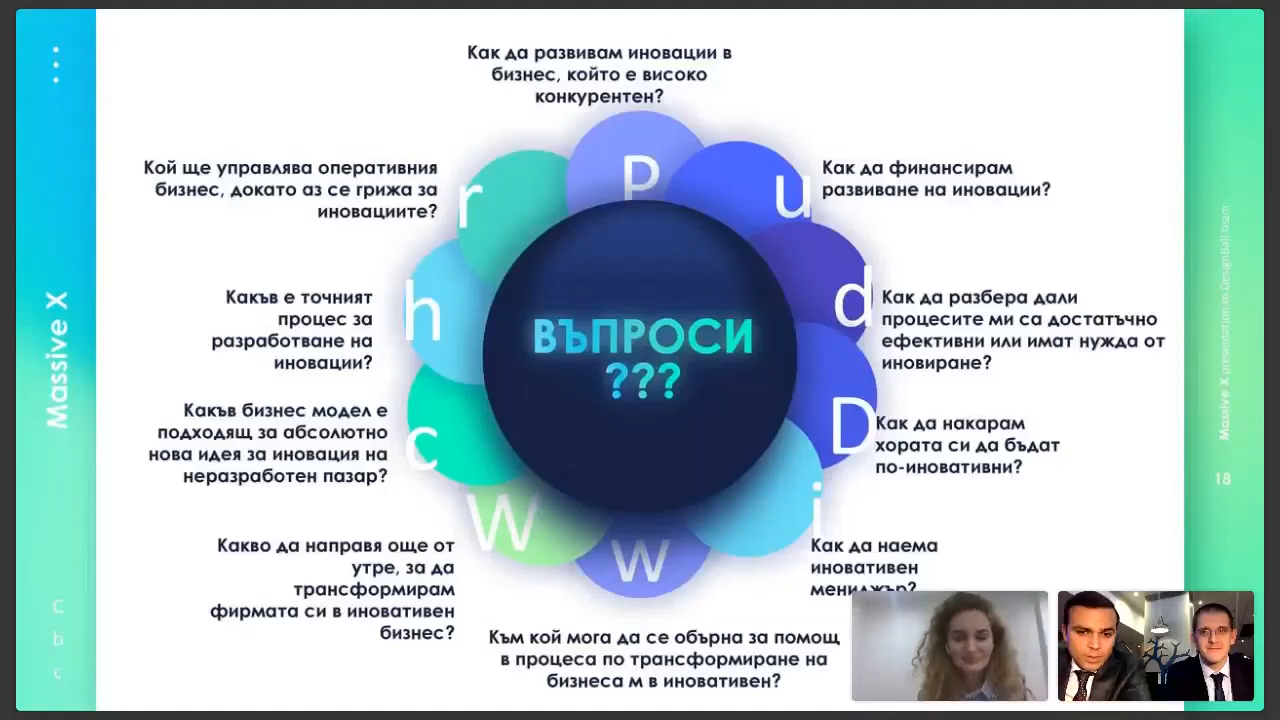 Massive X
С
b
c
Как да развивам иновации в
бизнес, който е високо
конкурентен?
Кой ще управлява оперативния
бизнес, докато аз се грижа за
иновациите?
Какъв е точният
процес за
разработване на
иновации?
Какъв бизнес модел е
подходящ за абсолютно
нова идея за иновация на
неразработен пазар?
Какво да направя още от
утре, за да
трансформирам
фирмата си в иновативен
бизнес?
r
P
u
h
d
c
D
W
w
i
ВЪПРОСИ
???
Как да финансирам
развиване на иновации?
Как да разбера дали
процесите ми са достатъчно
ефективни или имат нужда от
иновиране?
Как да накарам
хората си да бъдат
по-иновативни?
Как да наема
иновативен
мениджър?
Към кой мога да се обърна за помощ
в процеса по трансформиране на
бизнеса м в иновативен?
Massive X presentation to DesignBall team
18